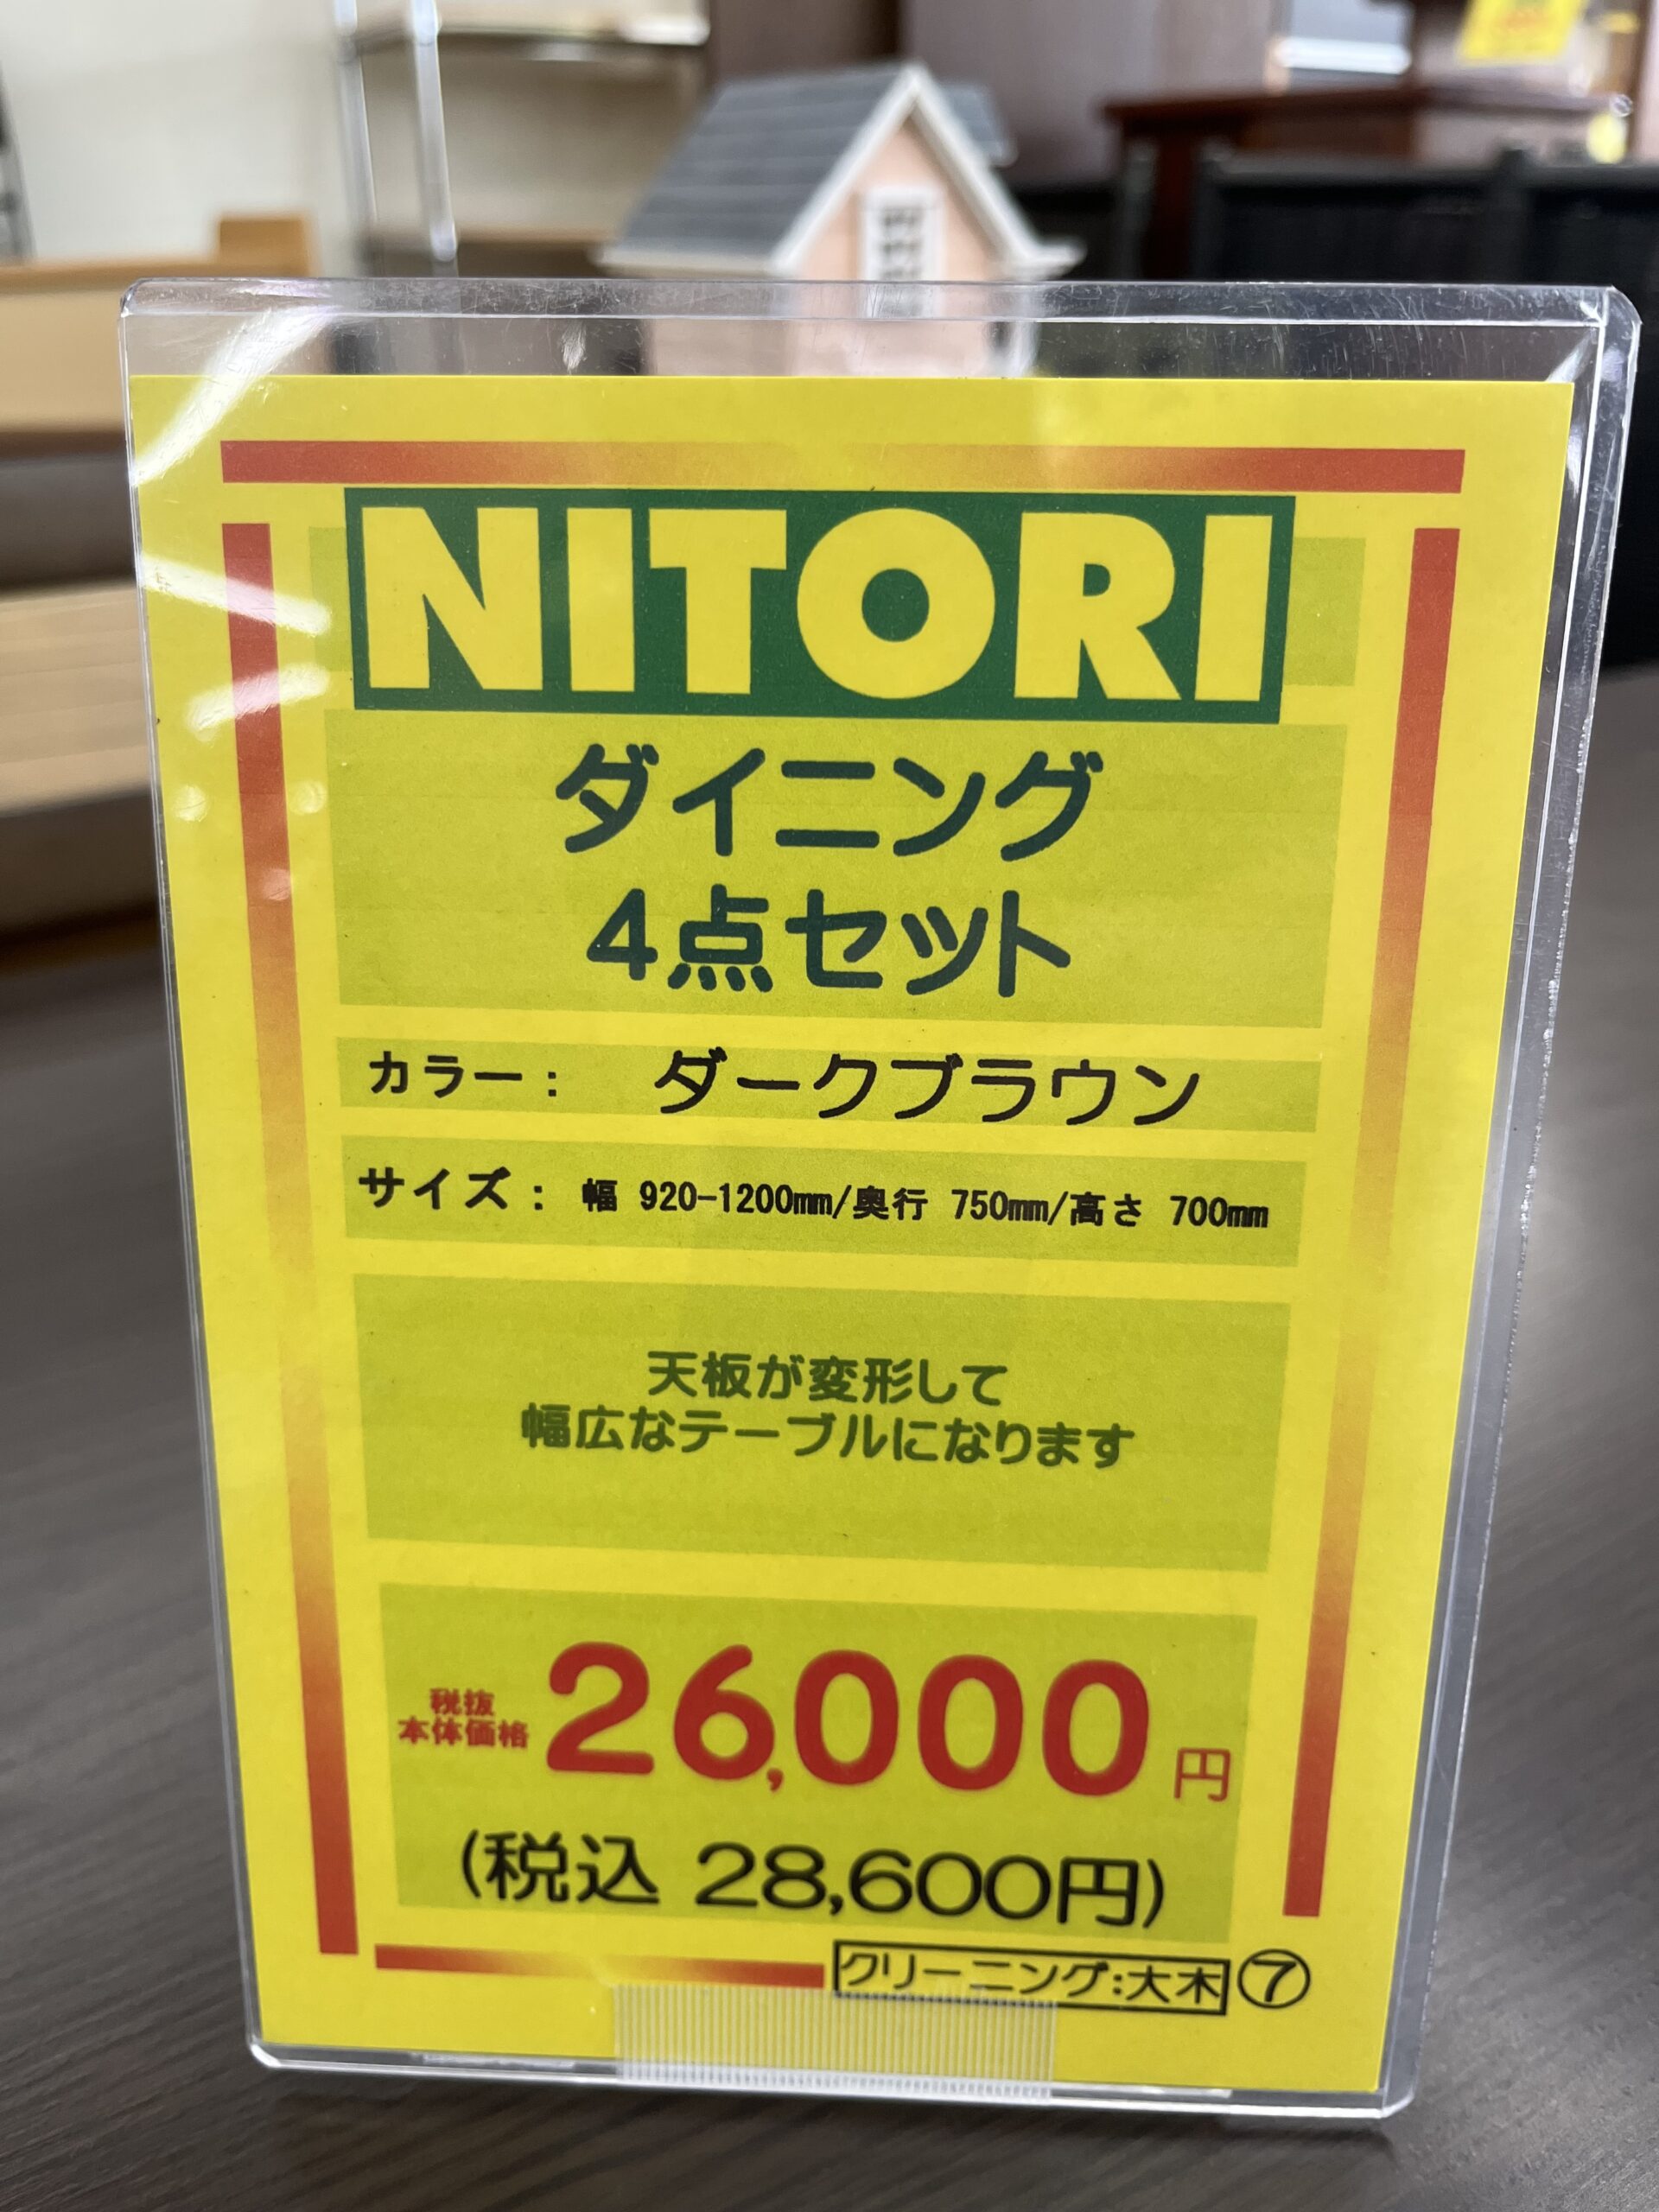 NITORI
ダイニング
4点セット
カラー： ダークブラウン
サイズ： 幅 920-1200mm/奥行 750mm/高さ 700mm
天板が変形して
幅広なテーブルになります
税抜
本体価格 26,000 円
(税込 28,600円)
クリーニング:大木 ⑦